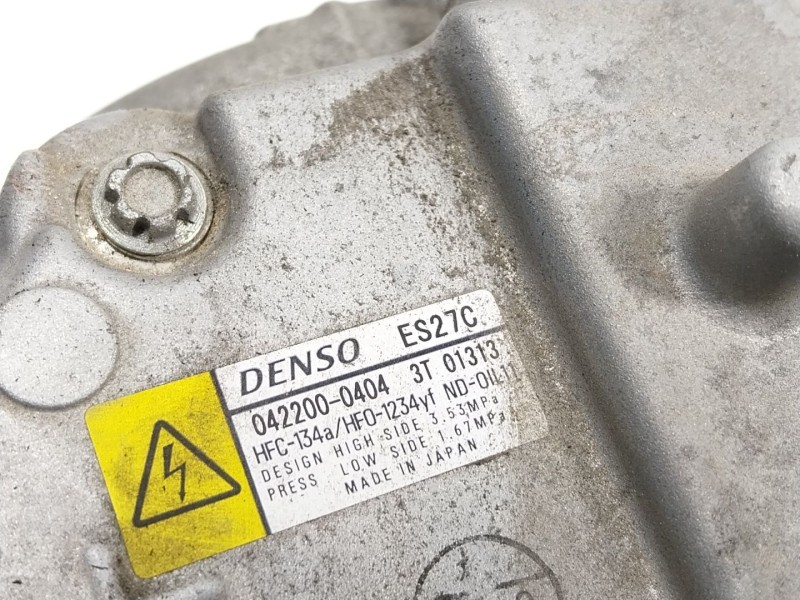 DENSO ES27C
042200-0404 3T 01313
HFC-134a/HFO-1234yf ND-OIL11
DESIGN HIGH SIDE 3.53MPa
PRESS LOW SIDE 1.67MPa
MADE IN JAPAN